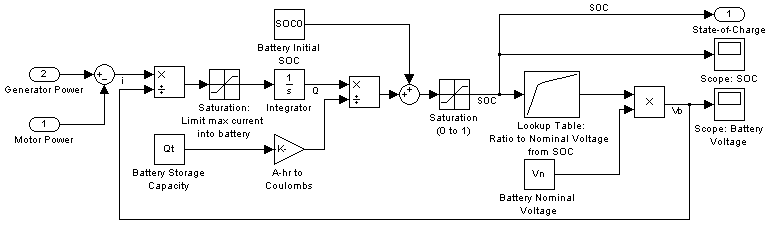 SOC0
Battery Initial
SOC
SOC
1
State-of-Charge
Scope: SOC
2
Generator Power
i
Saturation:
Limit max current
into battery
1
s
Integrator
Q
Saturation
(0 to 1)
SOC
Lookup Table:
Ratio to Nominal Voltage
from SOC
Vb
Scope: Battery
Voltage
1
Motor Power
Qt
Battery Storage
Capacity
K-
A-hr to
Coulombs
Vn
Battery Nominal
Voltage